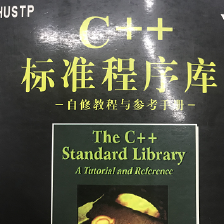 HUSTP
C++
标准程序库
－自修教程与参考手册－
The C++
Standard Library
A Tutorial and Reference